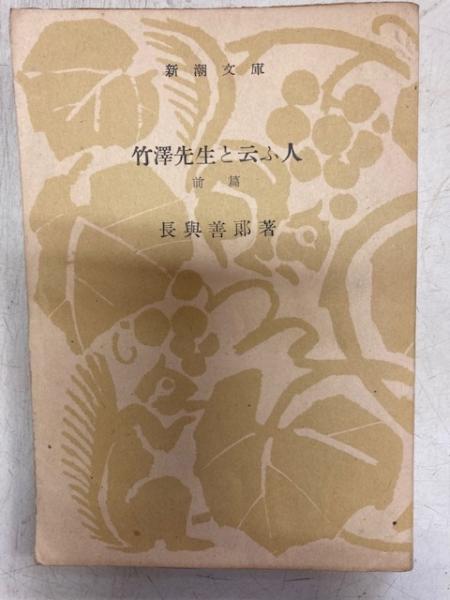 新潮文庫
竹澤先生と云ふ人
前篇
長與善郎著